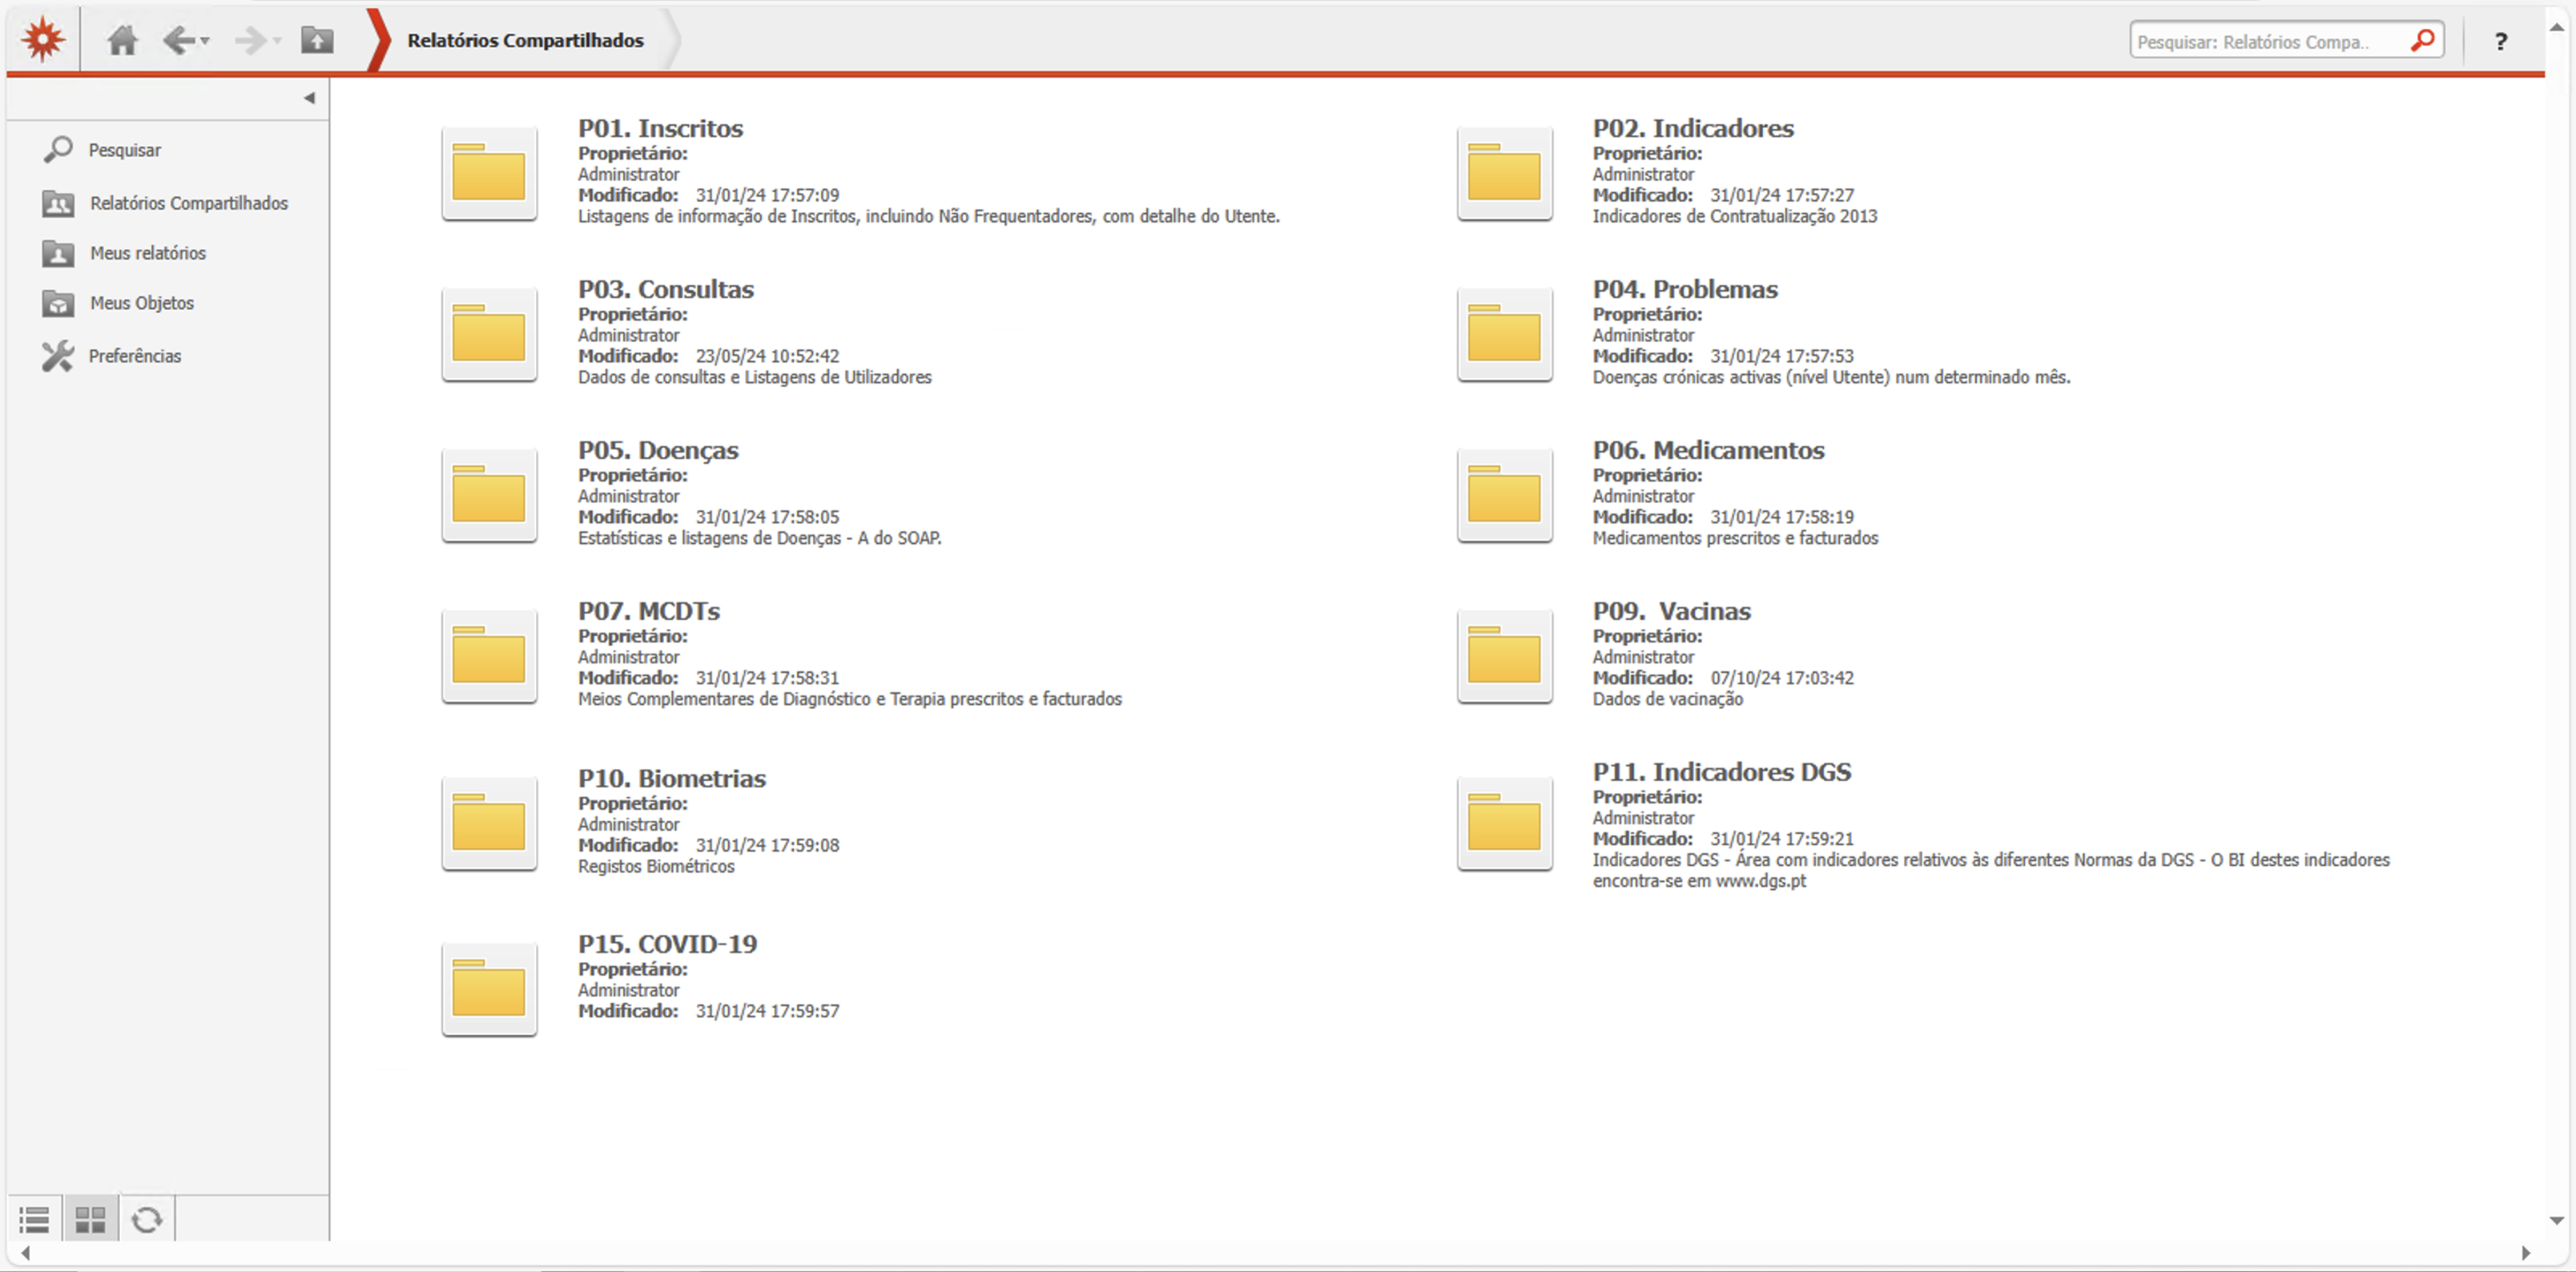 Relatórios Compartilhados
Pesquisar: Relatórios Compa..
?
Pesquisar
Relatórios Compartilhados
Meus relatórios
Meus Objetos
Preferências
P01. Inscritos
Proprietário:
Administrator
Modificado: 31/01/24 17:57:09
Listagens de informação de Inscritos, incluindo Não Frequentadores, com detalhe do Utente.
P02. Indicadores
Proprietário:
Administrator
Modificado: 31/01/24 17:57:27
Indicadores de Contratualização 2013
P03. Consultas
Proprietário:
Administrator
Modificado: 23/05/24 10:52:42
Dados de consultas e Listagens de Utilizadores
P04. Problemas
Proprietário:
Administrator
Modificado: 31/01/24 17:57:53
Doenças crónicas activas (nível Utente) num determinado mês.
P05. Doenças
Proprietário:
Administrator
Modificado: 31/01/24 17:58:05
Estatísticas e listagens de Doenças - A do SOAP.
P06. Medicamentos
Proprietário:
Administrator
Modificado: 31/01/24 17:58:19
Medicamentos prescritos e facturados
P07. MCDTs
Proprietário:
Administrator
Modificado: 31/01/24 17:58:31
Meios Complementares de Diagnóstico e Terapia prescritos e facturados
P09. Vacinas
Proprietário:
Administrator
Modificado: 07/10/24 17:03:42
Dados de vacinação
P10. Biometrias
Proprietário:
Administrator
Modificado: 31/01/24 17:59:08
Registos Biométricos
P11. Indicadores DGS
Proprietário:
Administrator
Modificado: 31/01/24 17:59:21
Indicadores DGS - Área com indicadores relativos às diferentes Normas da DGS - O BI destes indicadores
encontra-se em www.dgs.pt
P15. COVID-19
Proprietário:
Administrator
Modificado: 31/01/24 17:59:57